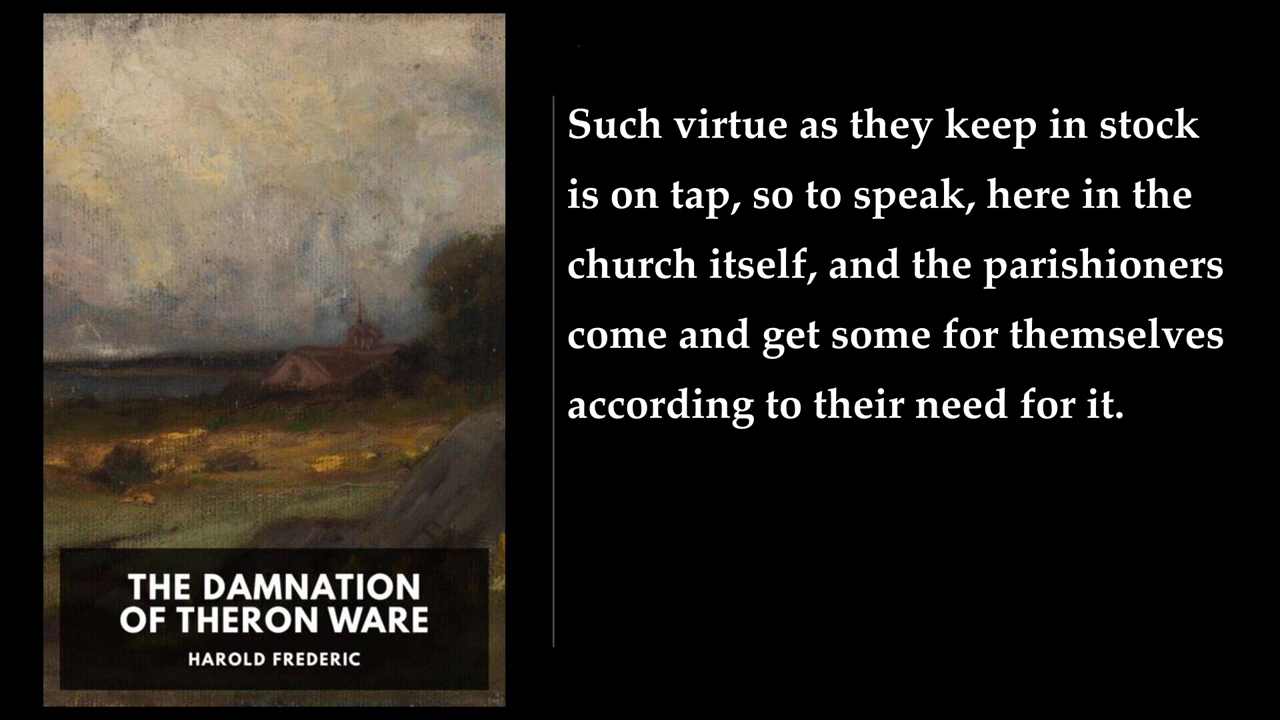 THE DAMNATION
OF THERON WARE
HAROLD FREDERIC
Such virtue as they keep in stock
is on tap, so to speak, here in the
church itself, and the parishioners
come and get some for themselves
according to their need for it.